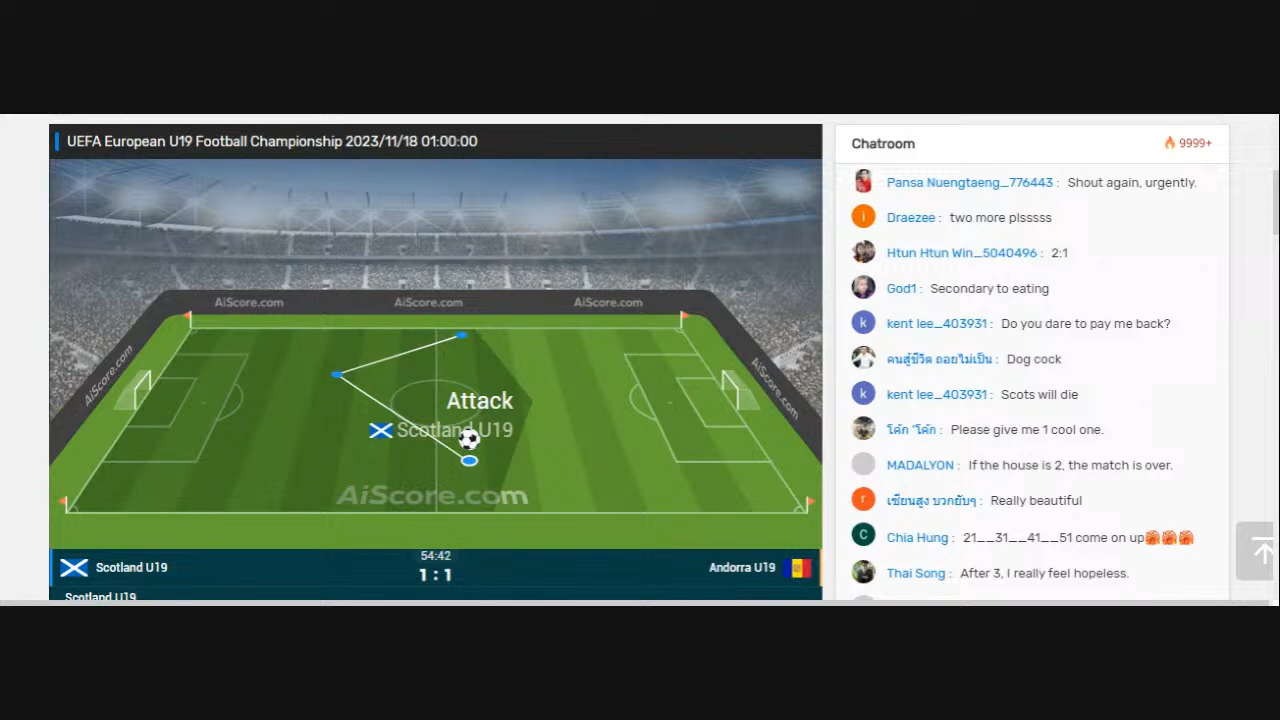 UEFA European U19 Football Championship 2023/11/18 01:00:00
AiScore.com AiScore.com AiScore.com
AiScore.com
AiScore.com
Attack
Scotland U19
AiScore.com
54:42
Scotland U19 1 : 1 Andorra U19
Scotland U19
Chatroom 9999+
Pansa Nuengtaeng_776443 : Shout again, urgently.
i Draezee : two more plsssss
Htun Htun Win_5040496 : 2:1
God1 : Secondary to eating
k kent lee_403931 : Do you dare to pay me back?
คนสู้ชีวิต ถอยไม่เป็น : Dog cock
k kent lee_403931 : Scots will die
โค้ก 'โค้ก : Please give me 1 cool one.
MADALYON : If the house is 2, the match is over.
r เซียนสูง บวกยับๆ : Really beautiful
C Chia Hung : 21__31__41__51 come on up
Thai Song : After 3, I really feel hopeless.